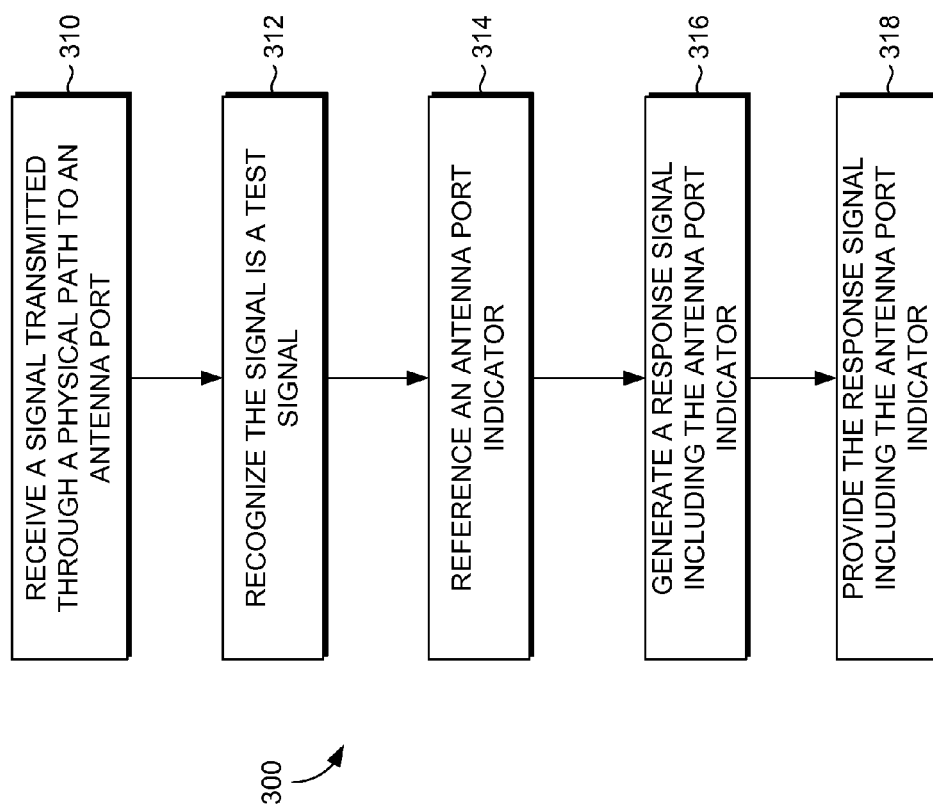 300
RECEIVE A SIGNAL TRANSMITTED
THROUGH A PHYSICAL PATH TO AN
ANTENNA PORT
310
RECOGNIZE THE SIGNAL IS A TEST
SIGNAL
312
REFERENCE AN ANTENNA PORT
INDICATOR
314
GENERATE A RESPONSE SIGNAL
INCLUDING THE ANTENNA PORT
INDICATOR
316
PROVIDE THE RESPONSE SIGNAL
INCLUDING THE ANTENNA PORT
INDICATOR
318